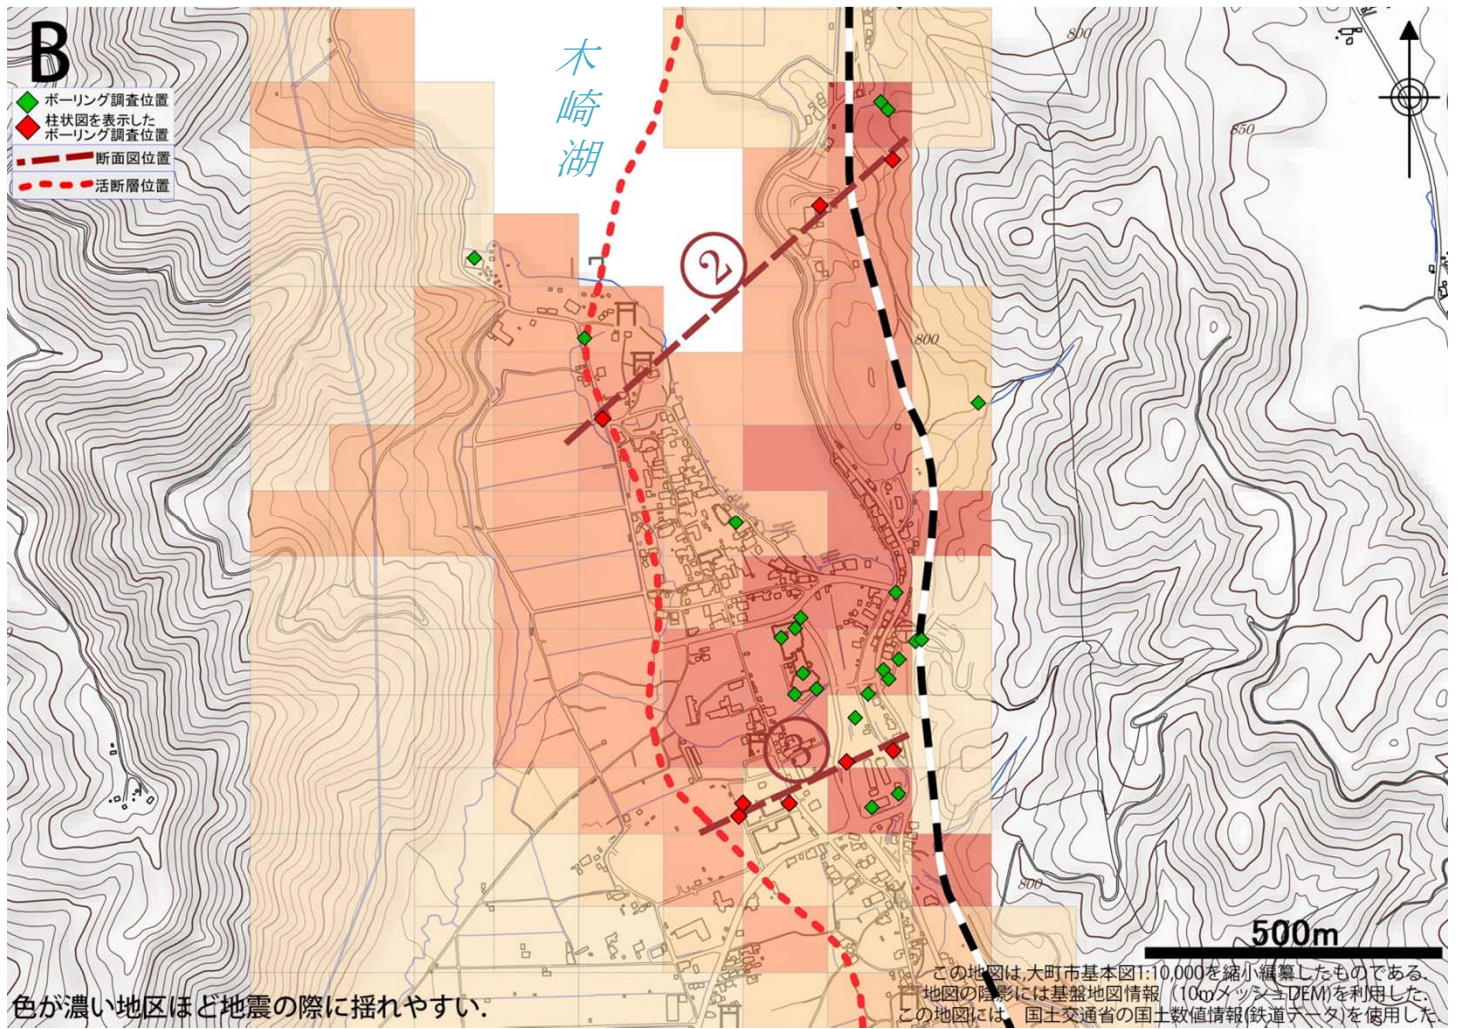 B
ボーリング調査位置
柱状図を表示した
ボーリング調査位置
断面図位置
活断層位置
木崎湖
800
850
2
800
3
800
500m
この地図は,大町市基本図1:10,000を縮小編纂したものである.
地図の陰影には基盤地図情報 (10mメッシュDEM)を利用した.
この地図には, 国土交通省の国土数値情報(鉄道データ)を使用した.
色が濃い地区ほど地震の際に揺れやすい.